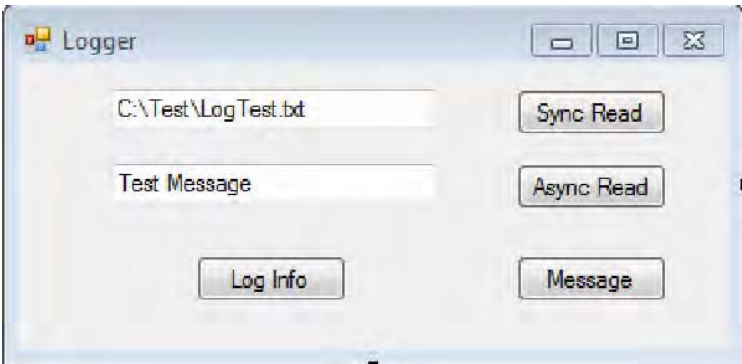 Logger
C:\Test\LogTest.txt
Sync Read
Test Message
Async Read
Log Info
Message